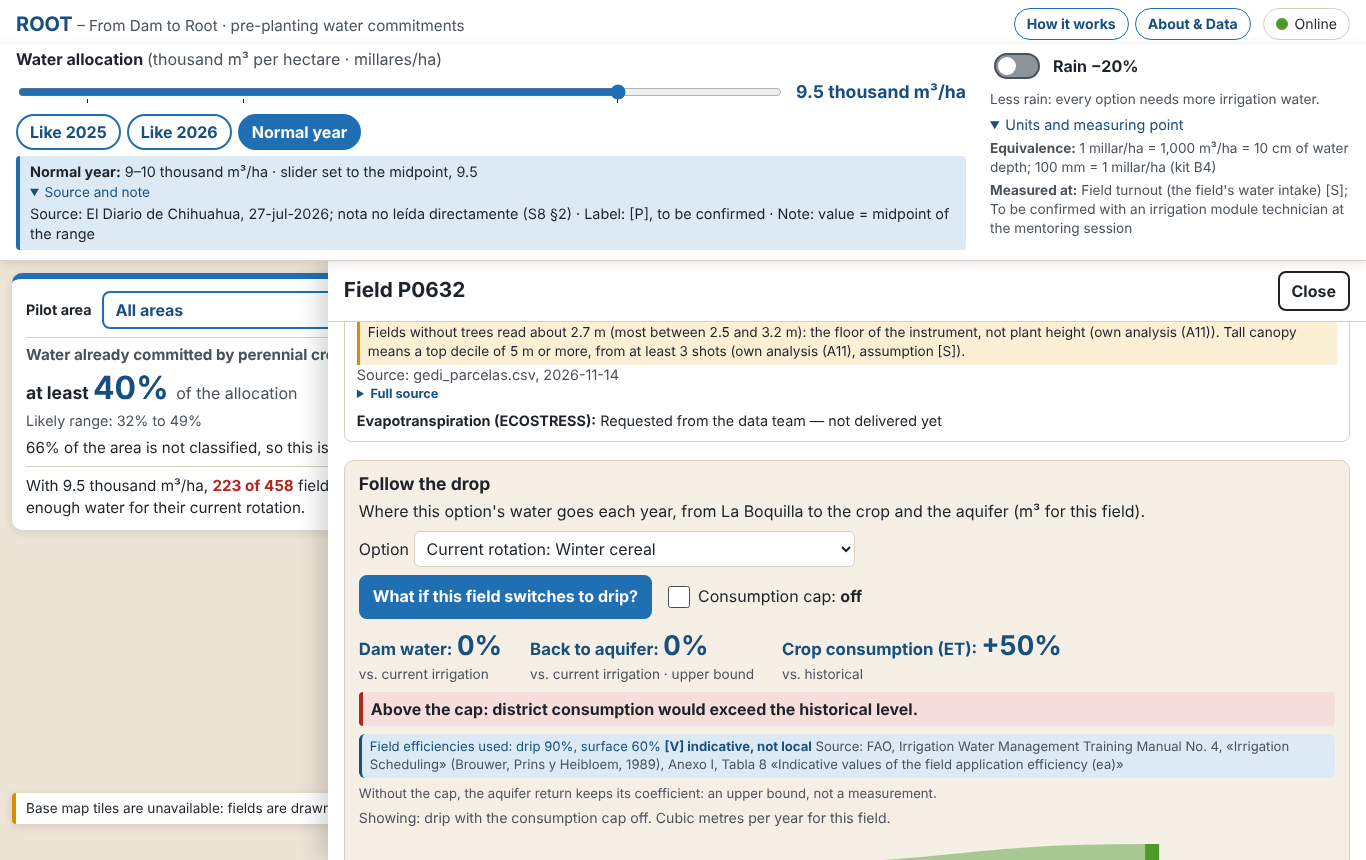 ROOT – From Dam to Root · pre-planting water commitments
How it works
About & Data
Online
Water allocation (thousand m³ per hectare · millares/ha)
9.5 thousand m³/ha
Like 2025
Like 2026
Normal year
Normal year: 9–10 thousand m³/ha · slider set to the midpoint, 9.5
▼ Source and note
Source: El Diario de Chihuahua, 27-jul-2026; nota no leída directamente (S8 §2) · Label: [P], to be confirmed · Note: value = midpoint of
the range
Rain −20%
Less rain: every option needs more irrigation water.
▼ Units and measuring point
Equivalence: 1 millar/ha = 1,000 m³/ha = 10 cm of water
depth; 100 mm = 1 millar/ha (kit B4)
Measured at: Field turnout (the field's water intake) [S];
To be confirmed with an irrigation module technician at
the mentoring session
Pilot area
All areas
Water already committed by perennial cr
at least 40% of the allocation
Likely range: 32% to 49%
66% of the area is not classified, so this is
With 9.5 thousand m³/ha, 223 of 458 field
enough water for their current rotation.
Base map tiles are unavailable: fields are drawn
Field P0632
Close
Fields without trees read about 2.7 m (most between 2.5 and 3.2 m): the floor of the instrument, not plant height (own analysis (A11)). Tall canopy
means a top decile of 5 m or more, from at least 3 shots (own analysis (A11), assumption [S]).
Source: gedi_parcelas.csv, 2026-11-14
▶ Full source
Evapotranspiration (ECOSTRESS): Requested from the data team — not delivered yet
Follow the drop
Where this option's water goes each year, from La Boquilla to the crop and the aquifer (m³ for this field).
Option
Current rotation: Winter cereal
What if this field switches to drip?
Consumption cap: off
Dam water: 0%
vs. current irrigation
Back to aquifer: 0%
vs. current irrigation · upper bound
Crop consumption (ET): +50%
vs. historical
Above the cap: district consumption would exceed the historical level.
Field efficiencies used: drip 90%, surface 60% [V] indicative, not local Source: FAO, Irrigation Water Management Training Manual No. 4, «Irrigation
Scheduling» (Brouwer, Prins y Heibloem, 1989), Anexo I, Tabla 8 «Indicative values of the field application efficiency (ea)»
Without the cap, the aquifer return keeps its coefficient: an upper bound, not a measurement.
Showing: drip with the consumption cap off. Cubic metres per year for this field.